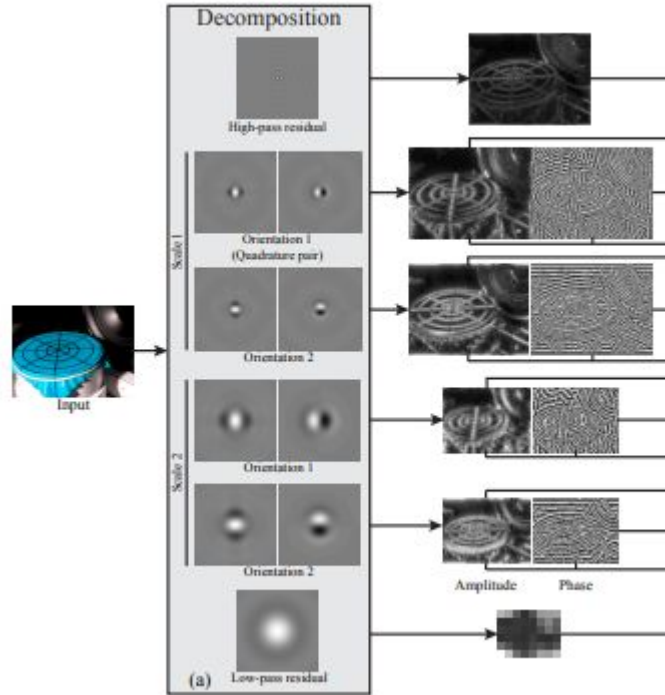 Decomposition
High-pass residual
Scale 1
Orientation 1
(Quadrature pair)
Orientation 2
Input
Scale 2
Orientation 1
Orientation 2
Amplitude
Phase
(a)
Low-pass residual